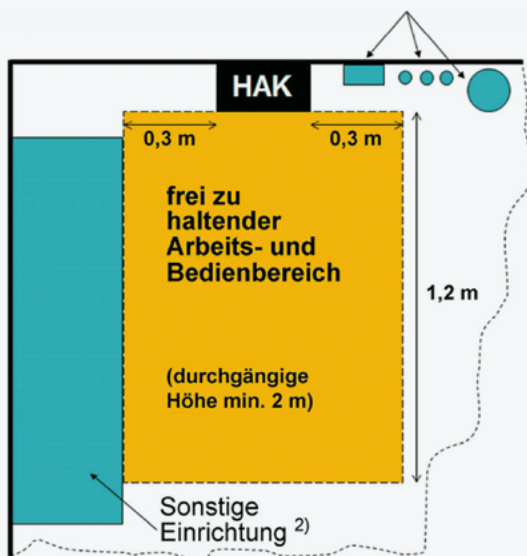 HAK
0,3 m
0,3 m
frei zu
haltender
Arbeits- und
Bedienbereich
1,2 m
(durchgängige
Höhe min. 2 m)
Sonstige
Einrichtung 2)